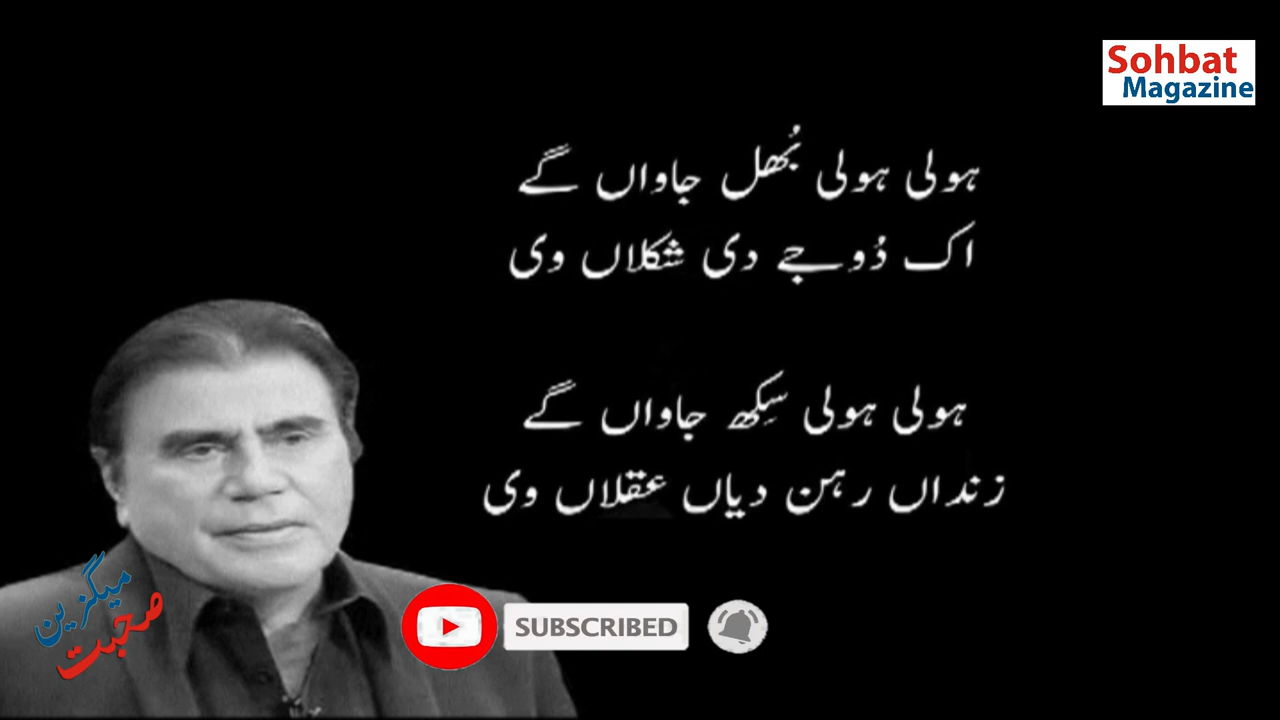 Sohbat
Magazine
ہولی ہولی بُھل جاواں گے
اک دُوجے دی شکلاں وی
ہولی ہولی سِکھ جاواں گے
زنداں رہن دیاں عقلاں وی
میگزین
صحبت
SUBSCRIBED